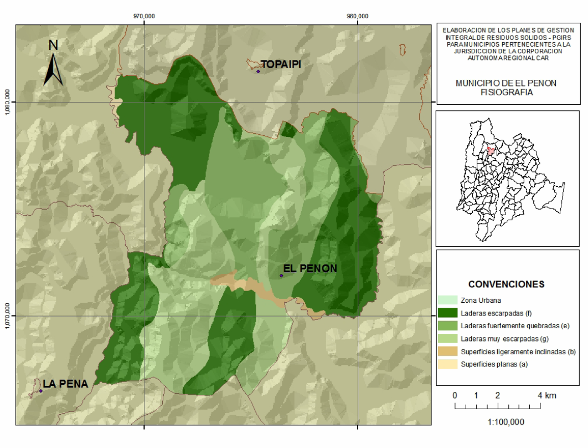 970,000
980,000
N
TOPAIPI
1,080,000
EL PENON
1,070,000
LA PENA
ELABORACION DE LOS PLANES DE GESTION
INTEGRAL DE RESIDUOS SOLIDOS - PGIRS
PARA MUNICIPIOS PERTENECIENTES A LA
JURISDICCION DE LA CORPORACION
AUTONOMA REGIONAL CAR
MUNICIPIO DE EL PENON
FISIOGRAFIA
CONVENCIONES
Zona Urbana
Laderas escarpadas (f)
Laderas fuertemente quebradas (e)
Laderas muy escarpadas (g)
Superficies ligeramente inclinadas (b)
Superficies planas (a)
0 1 2 4 km
1:100,000